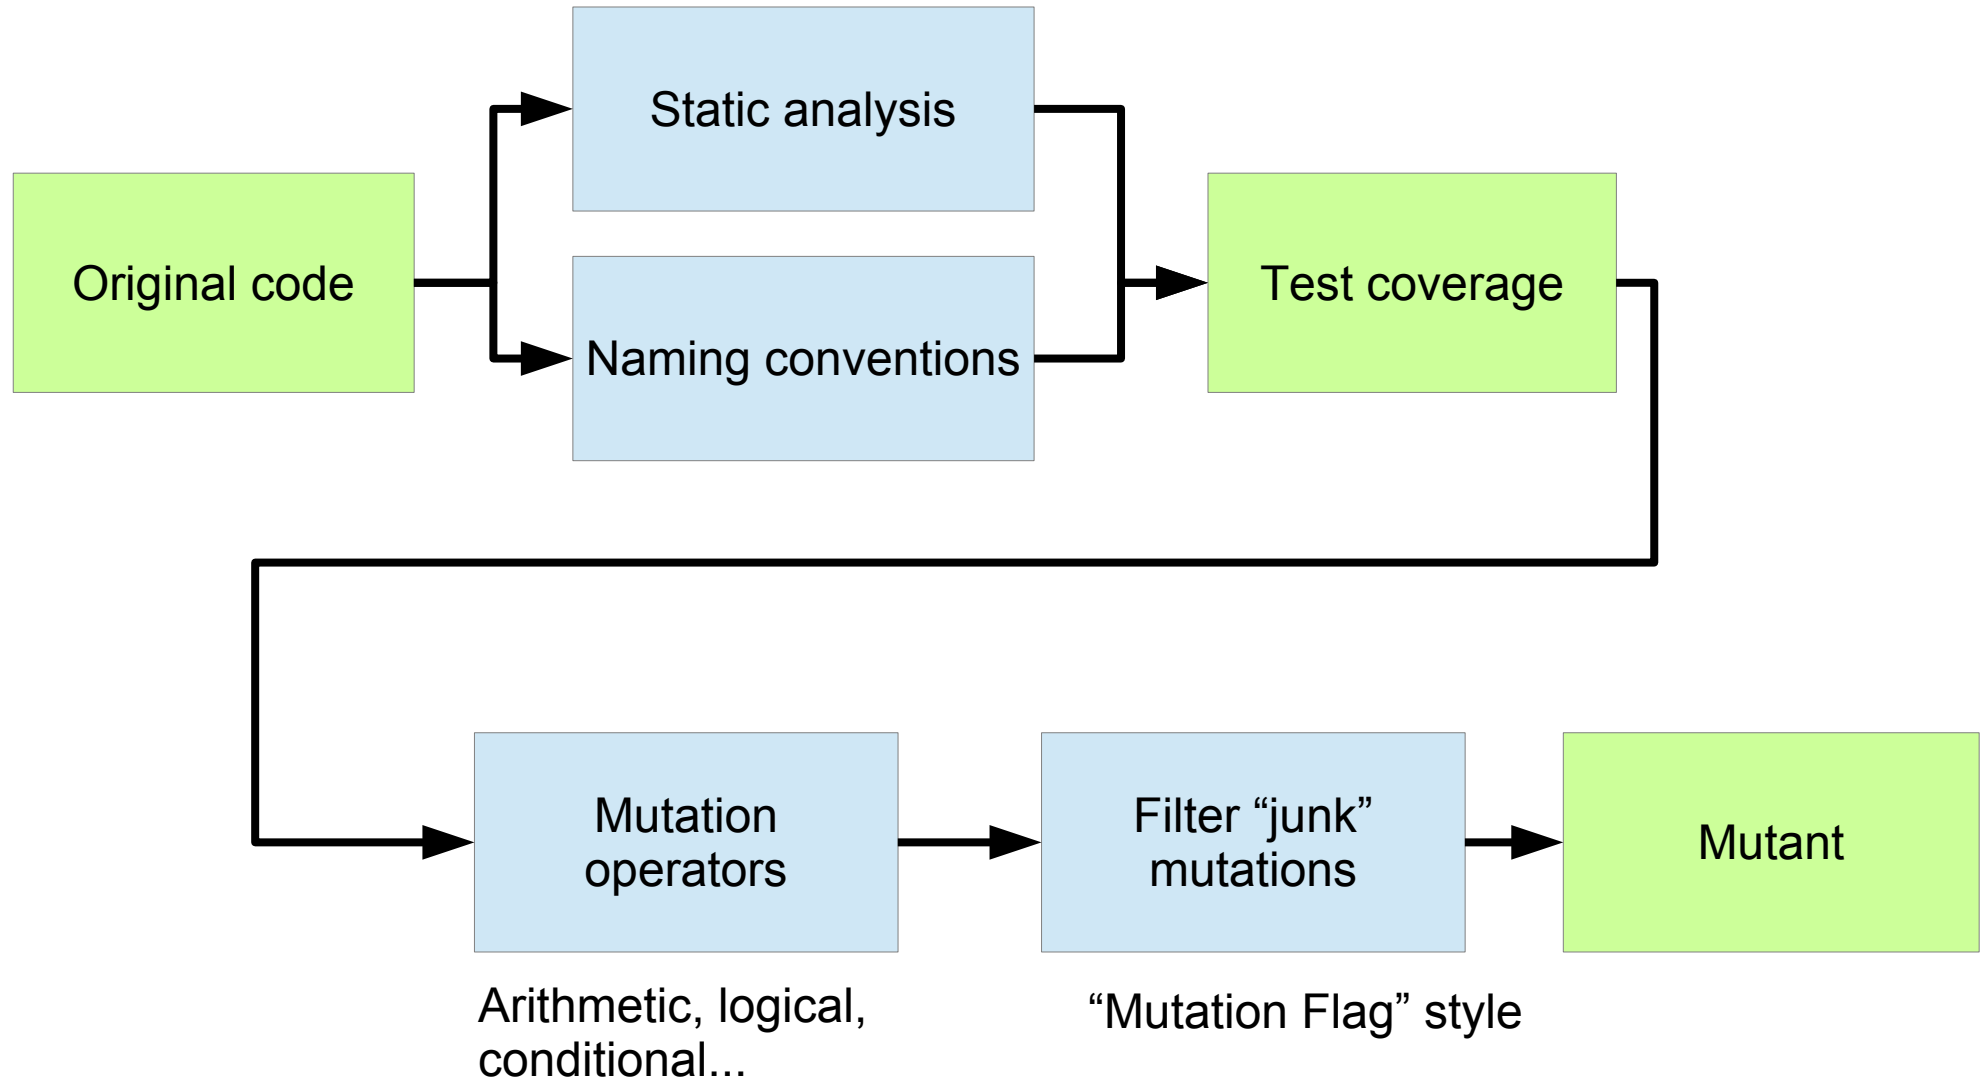 Static analysis
Original code
Test coverage
Naming conventions
Mutation
operators
Filter “junk”
mutations
Mutant
Arithmetic, logical,
conditional...
“Mutation Flag” style